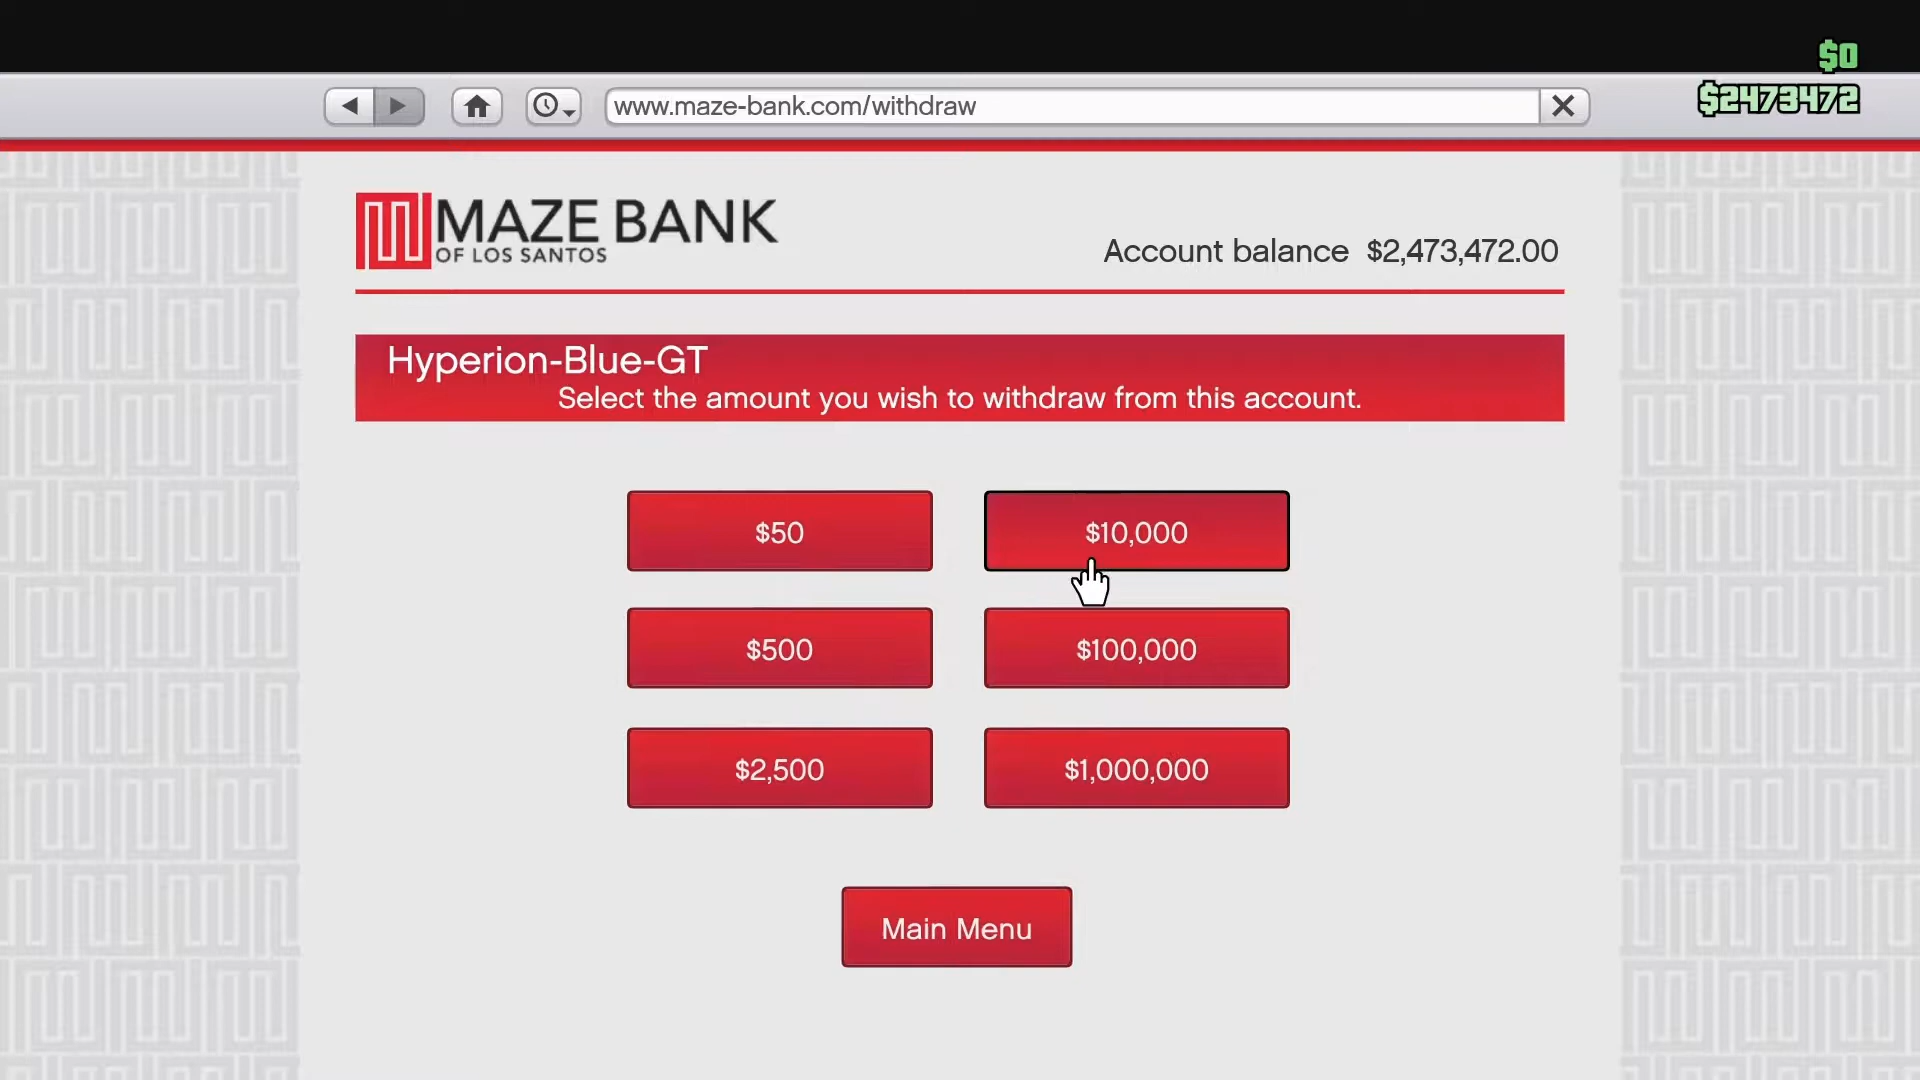 $0
$2473472
www.maze-bank.com/withdraw
MAZE BANK
OF LOS SANTOS
Account balance $2,473,472.00
Hyperion-Blue-GT
Select the amount you wish to withdraw from this account.
$50
$10,000
$500
$100,000
$2,500
$1,000,000
Main Menu